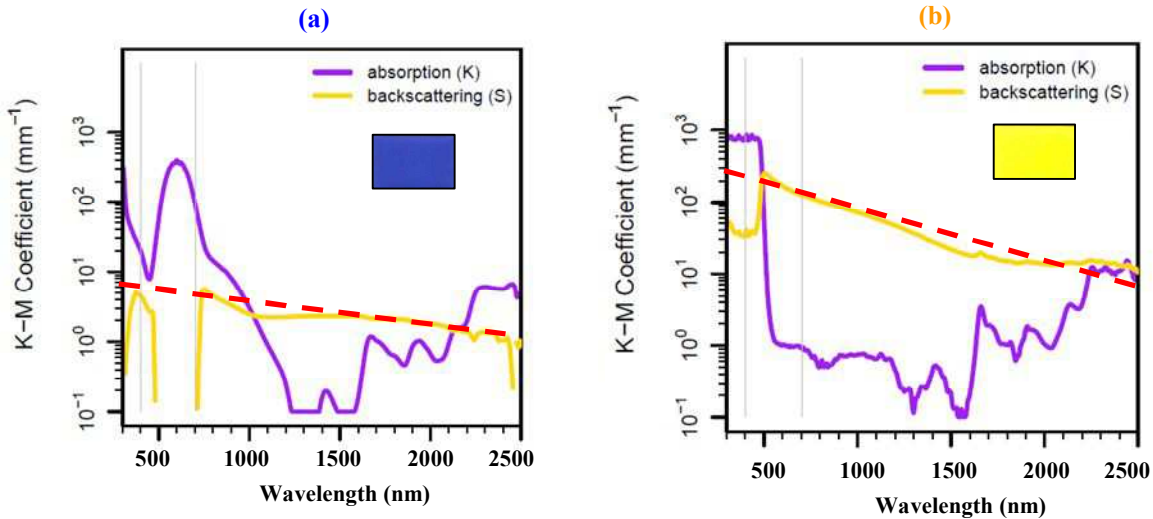 (a)
absorption (K)
backscattering (S)
K−M Coefficient (mm⁻¹)
10³
10²
10¹
10⁰
10⁻¹
500 1000 1500 2000 2500
Wavelength (nm)
(b)
absorption (K)
backscattering (S)
K−M Coefficient (mm⁻¹)
10³
10²
10¹
10⁰
10⁻¹
500 1000 1500 2000 2500
Wavelength (nm)